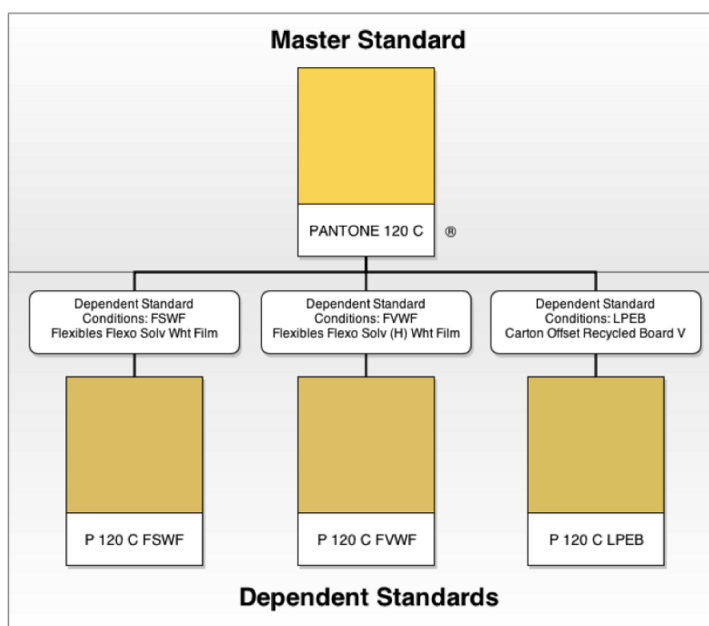 Master Standard
PANTONE 120 C ®
Dependent Standard
Conditions: FSWF
Flexibles Flexo Solv Wht Film
Dependent Standard
Conditions: FVWF
Flexibles Flexo Solv (H) Wht Film
Dependent Standard
Conditions: LPEB
Carton Offset Recycled Board V
P 120 C FSWF
P 120 C FVWF
P 120 C LPEB
Dependent Standards